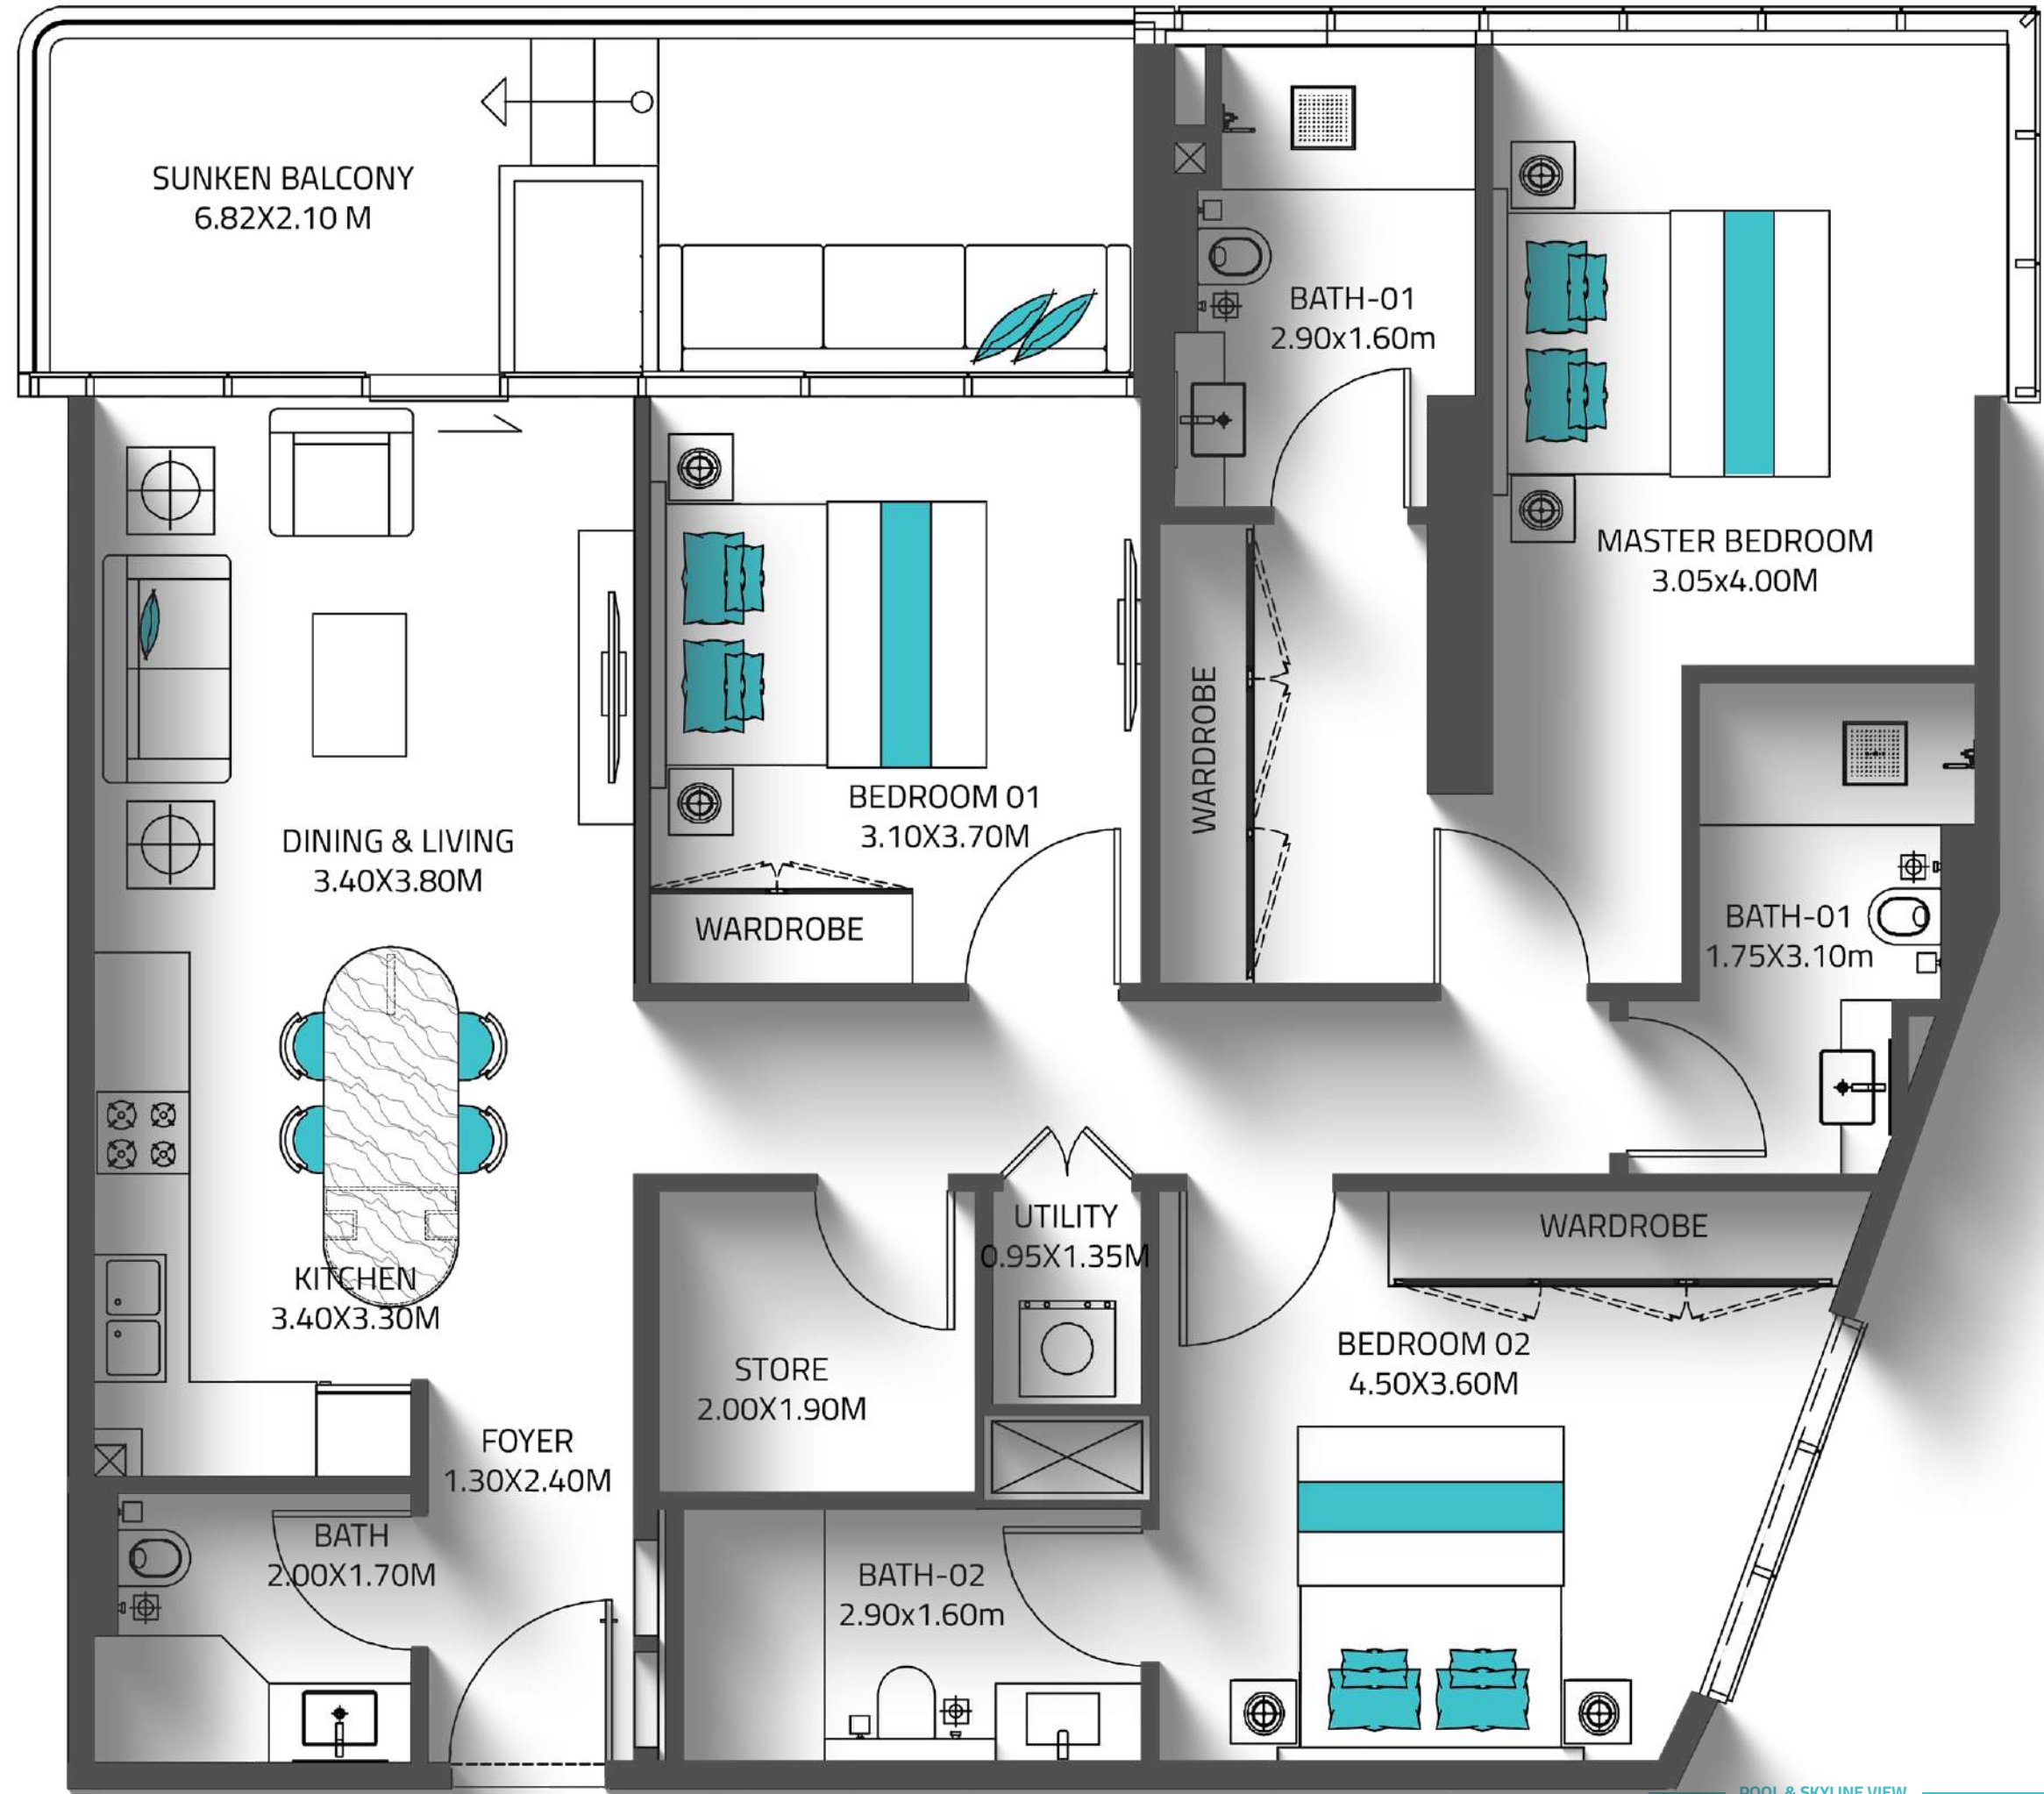 SUNKEN BALCONY
6.82X2.10 M
BATH-01
2.90x1.60m
MASTER BEDROOM
3.05x4.00M
WARDROBE
BEDROOM 01
3.10X3.70M
DINING & LIVING
3.40X3.80M
WARDROBE
BATH-01
1.75X3.10m
UTILITY
0.95X1.35M
WARDROBE
KITCHEN
3.40X3.30M
STORE
2.00X1.90M
BEDROOM 02
4.50X3.60M
FOYER
1.30X2.40M
BATH
2.00X1.70M
BATH-02
2.90x1.60m
POOL & SKYLINE VIEW